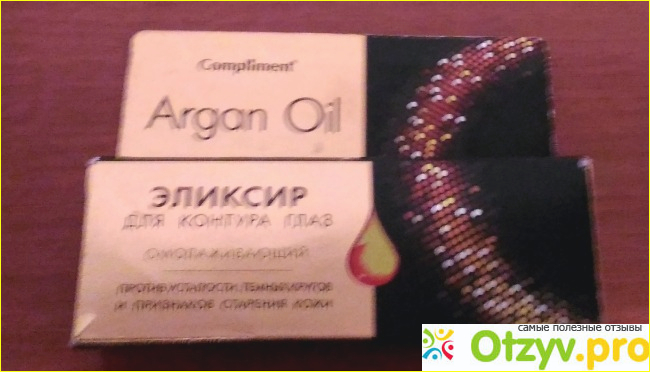 Compliment
Argan Oil
ЭЛИКСИР
ДЛЯ КОНТУРА ГЛАЗ
ОМОЛАЖИВАЮЩИЙ
ПРОТИВ УСТАЛОСТИ, ТЕМНЫХ КРУГОВ
И ПРИЗНАКОВ СТАРЕНИЯ КОЖИ
самые полезные отзывы
Otzyv.pro